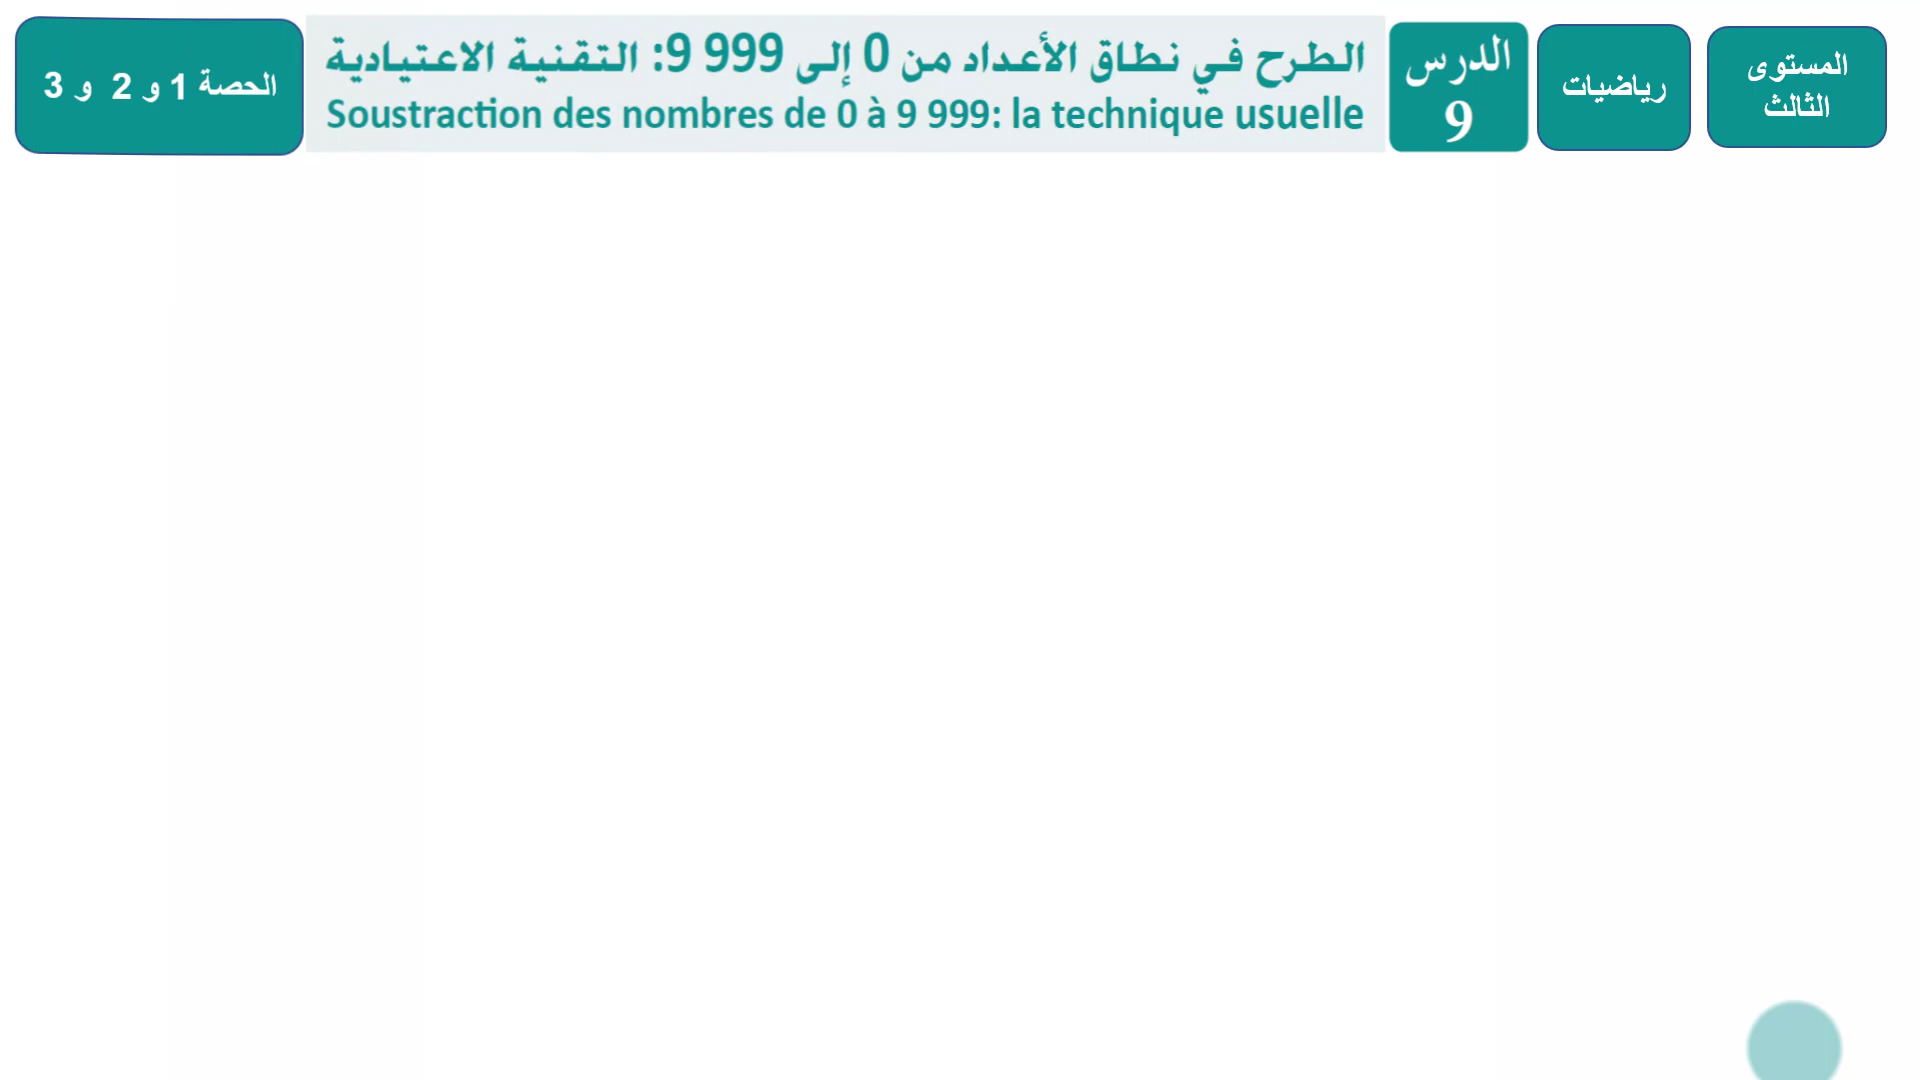 المستوى
الثالث
رياضيات
الدرس
9
الطرح في نطاق الأعداد من 0 إلى 999 9: التقنية الاعتيادية
Soustraction des nombres de 0 à 9 999: la technique usuelle
الحصة 1 و 2 و 3